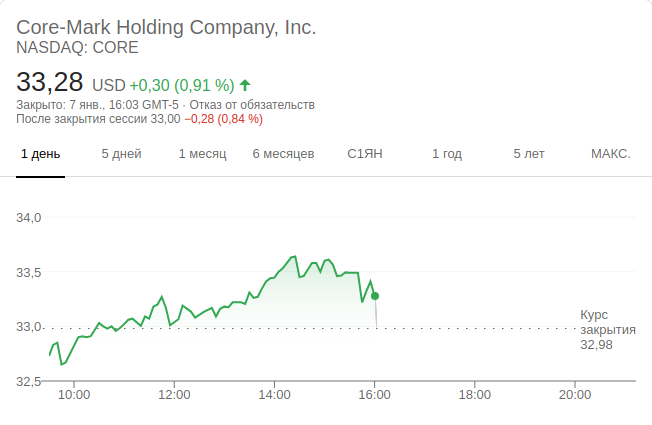 Core-Mark Holding Company, Inc.
NASDAQ: CORE
33,28 USD +0,30 (0,91 %)
Закрыто: 7 янв., 16:03 GMT-5 · Отказ от обязательств
После закрытия сессии 33,00 −0,28 (0,84 %)
1 день 5 дней 1 месяц 6 месяцев С1ЯН 1 год 5 лет МАКС.
34,0
33,5
33,0
32,5
Курс
закрытия
32,98
10:00 12:00 14:00 16:00 18:00 20:00